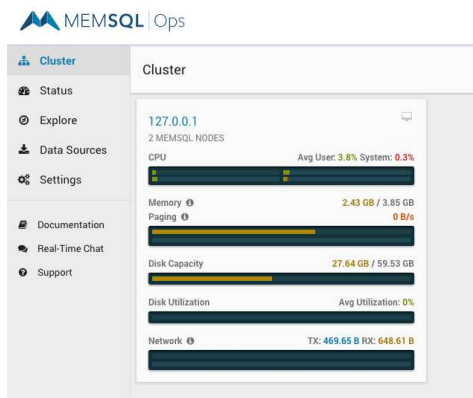 MEMSQL Ops
Cluster
Status
Explore
Data Sources
Settings
Documentation
Real-Time Chat
Support
Cluster
127.0.0.1
2 MEMSQL NODES
CPU Avg User: 3.8% System: 0.3%
Memory 2.43 GB / 3.85 GB
Paging 0 B/s
Disk Capacity 27.64 GB / 59.53 GB
Disk Utilization Avg Utilization: 0%
Network TX: 469.65 B RX: 648.61 B